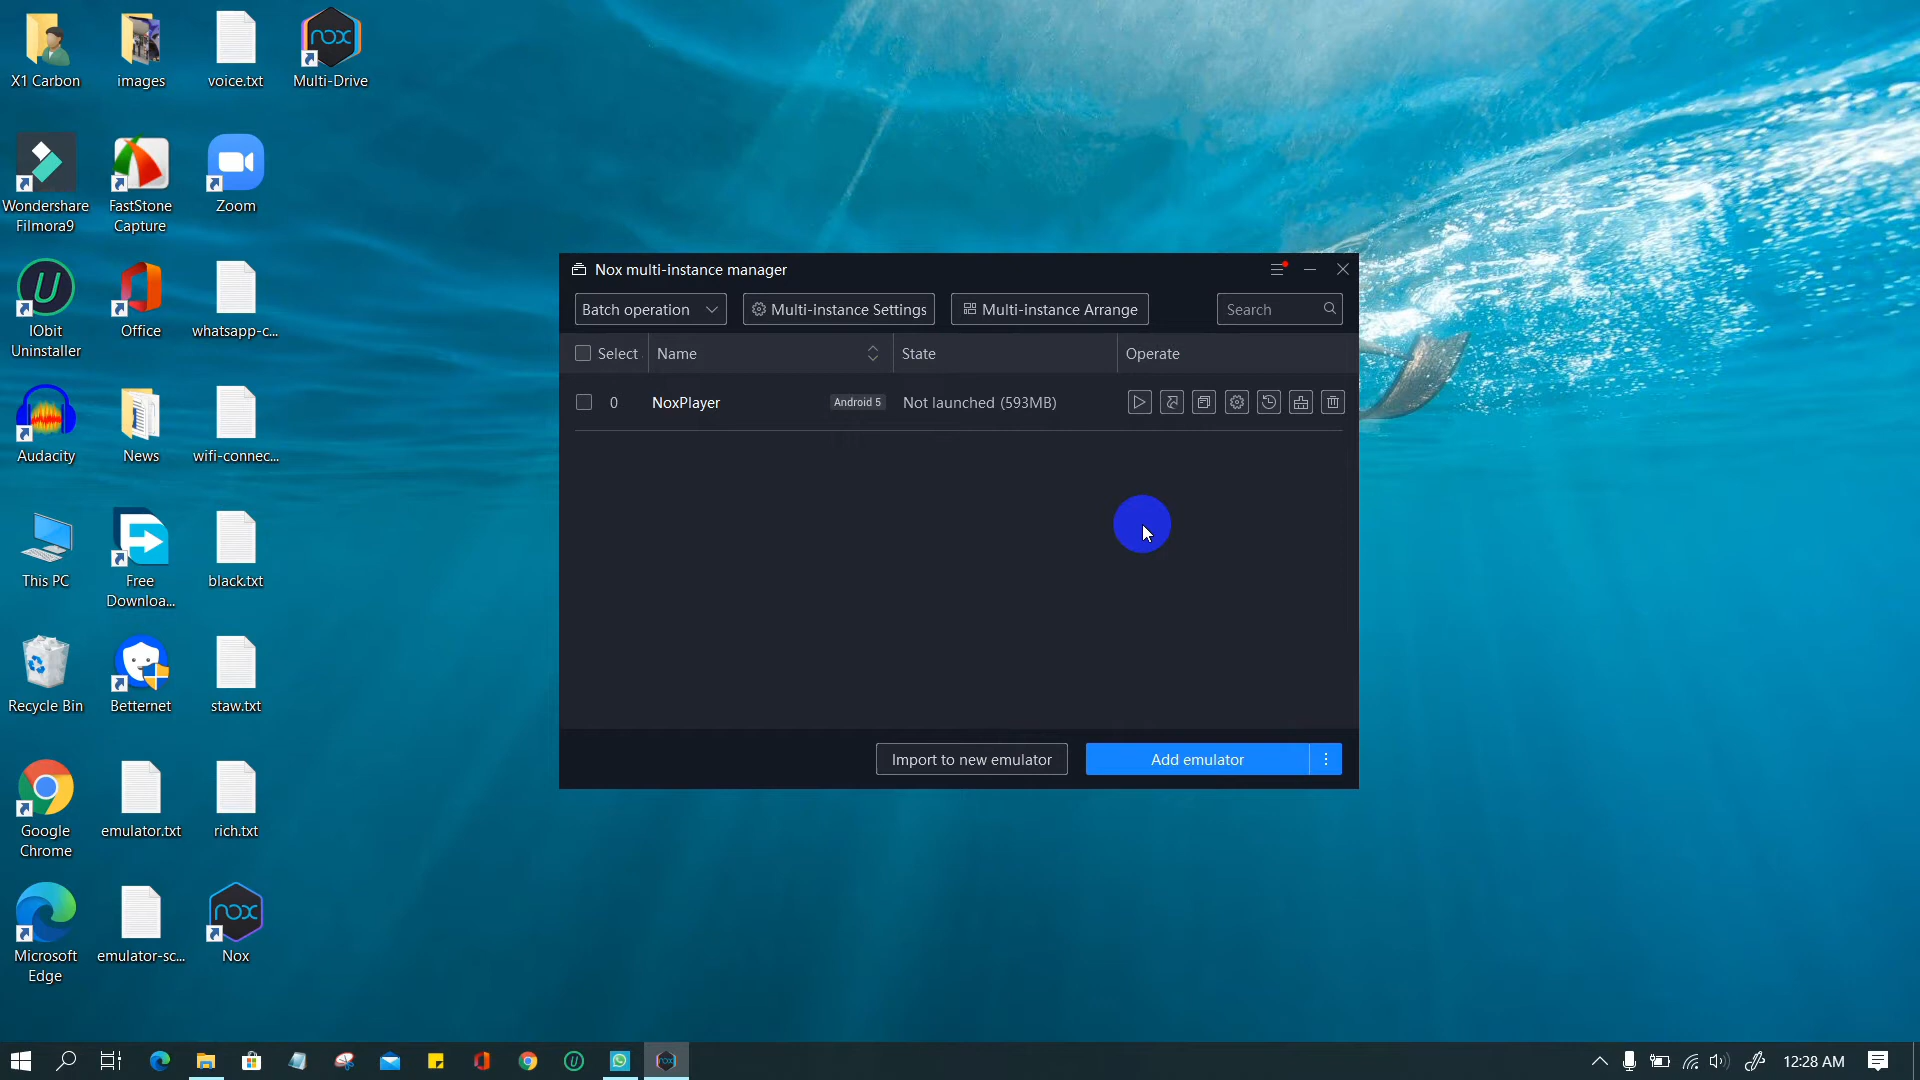 X1 Carbon
images
voice.txt
nox
Multi-Drive
Wondershare
Filmora9
FastStone
Capture
Zoom
IObit
Uninstaller
Office
whatsapp-c...
Audacity
News
wifi-connec...
This PC
Free
Downloa...
black.txt
Recycle Bin
Betternet
staw.txt
Google
Chrome
emulator.txt
rich.txt
Microsoft
Edge
emulator-sc...
nox
Nox
Nox multi-instance manager
Batch operation
Multi-instance Settings
Multi-instance Arrange
Search
Select
Name
State
Operate
0
NoxPlayer
Android 5
Not launched (593MB)
Import to new emulator
Add emulator
12:28 AM